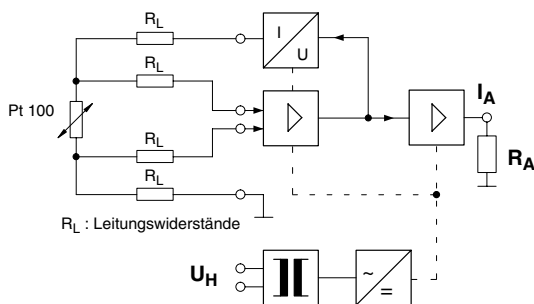 R_L
I
U
R_L
Pt 100
I_A
R_L
R_A
R_L
R_L : Leitungswiderstände
U_H
~
=